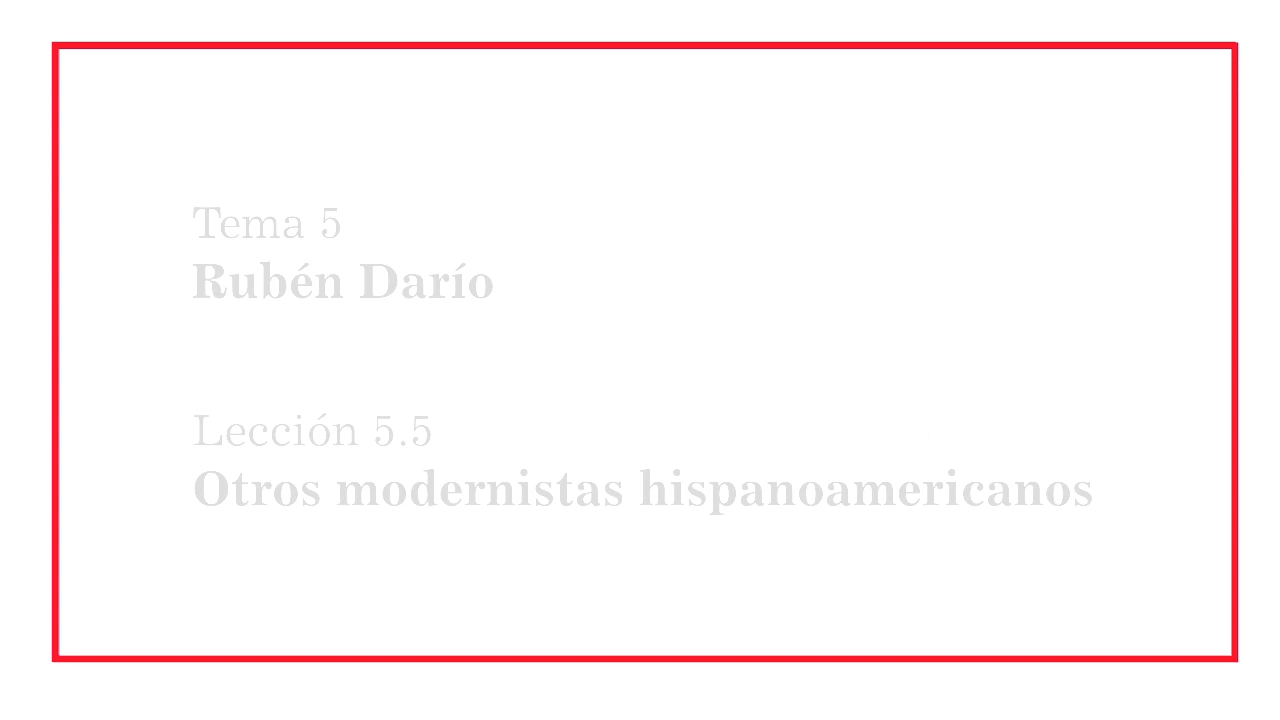 Tema 5
Rubén Darío
Lección 5.5
Otros modernistas hispanoamericanos